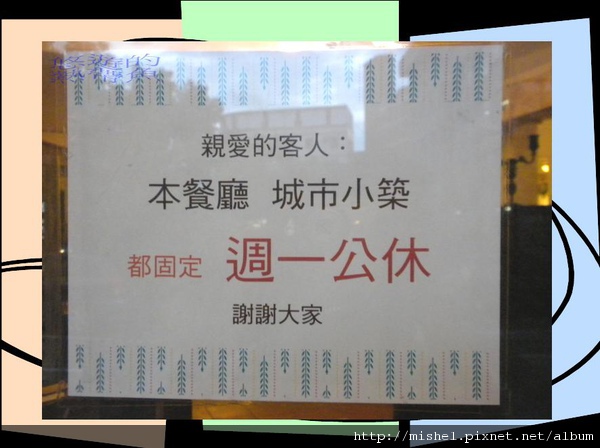 親愛的客人：
本餐廳 城市小築
都固定 週一公休
謝謝大家
http://mishel.pixnet.net/album